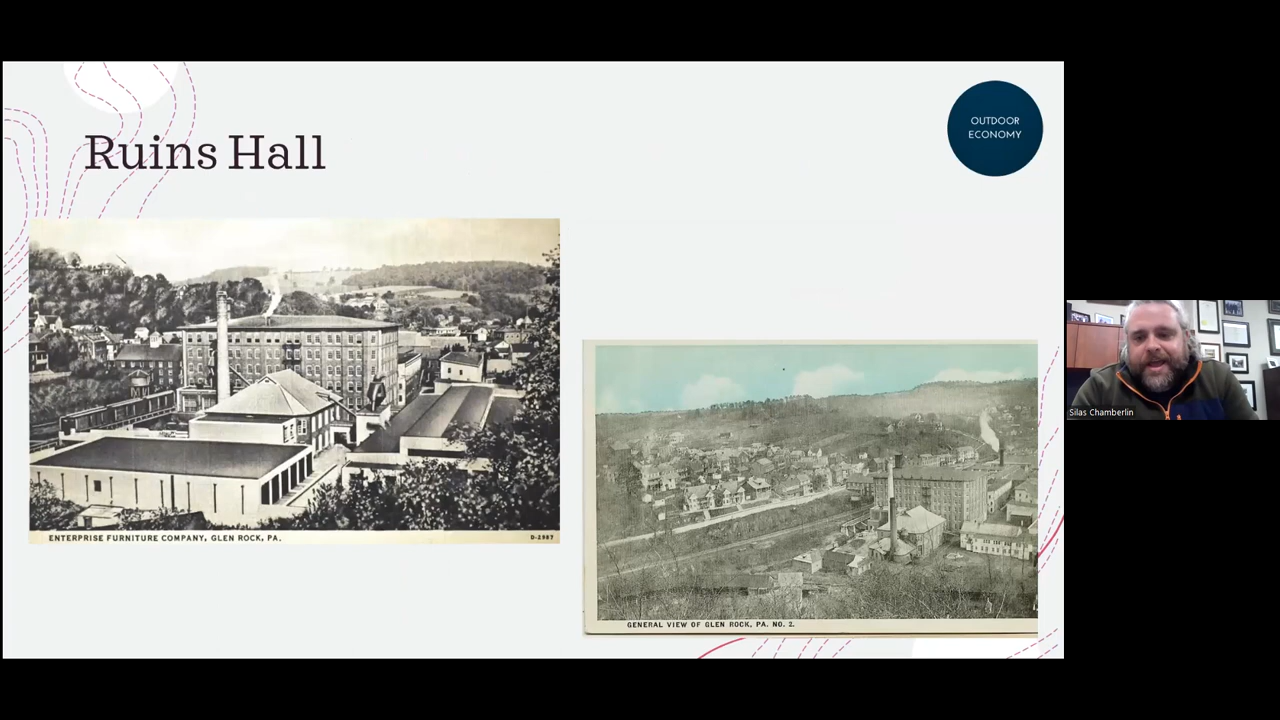 Ruins Hall
OUTDOOR
ECONOMY
ENTERPRISE FURNITURE COMPANY, GLEN ROCK, PA.
D-2987
GENERAL VIEW OF GLEN ROCK, PA. NO. 2.
Silas Chamberlin